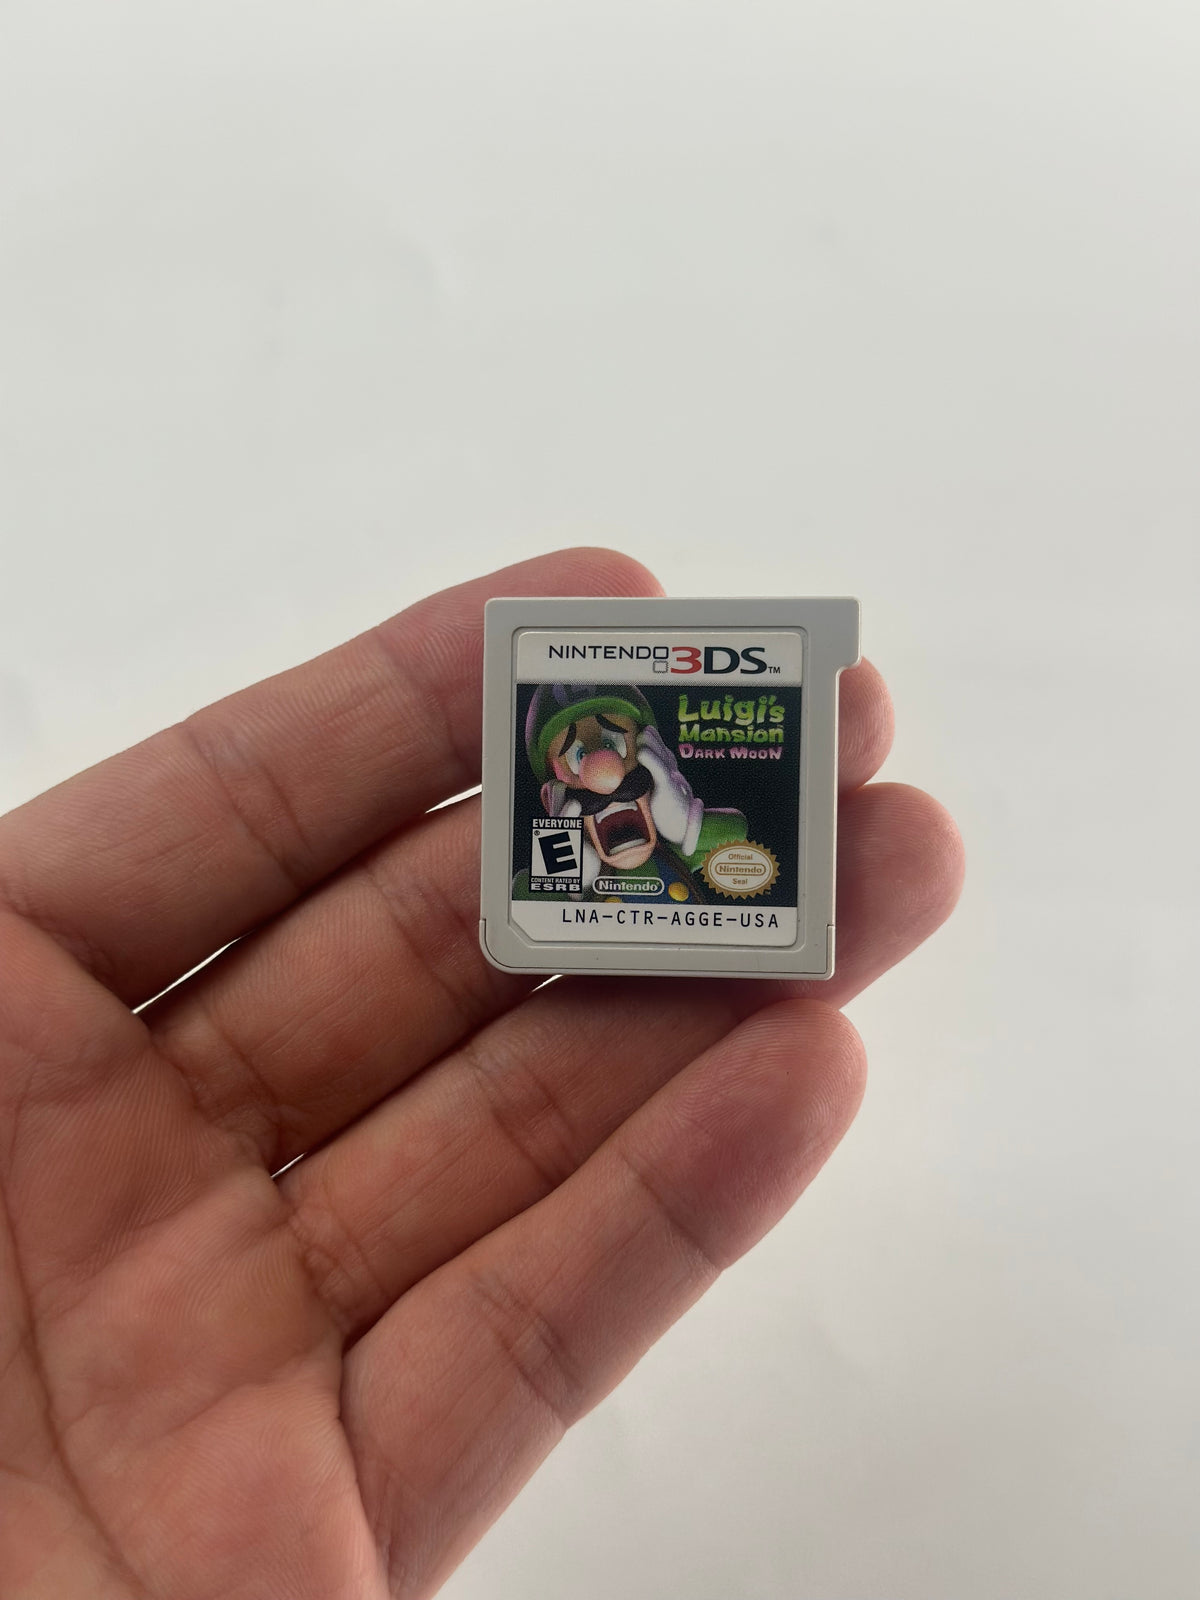 NINTENDO 3DS™
Luigi's
Mansion
DARK MOON
EVERYONE
E
®
CONTENT RATED BY
ESRB
Nintendo®
Official
Nintendo
Seal
LNA-CTR-AGGE-USA